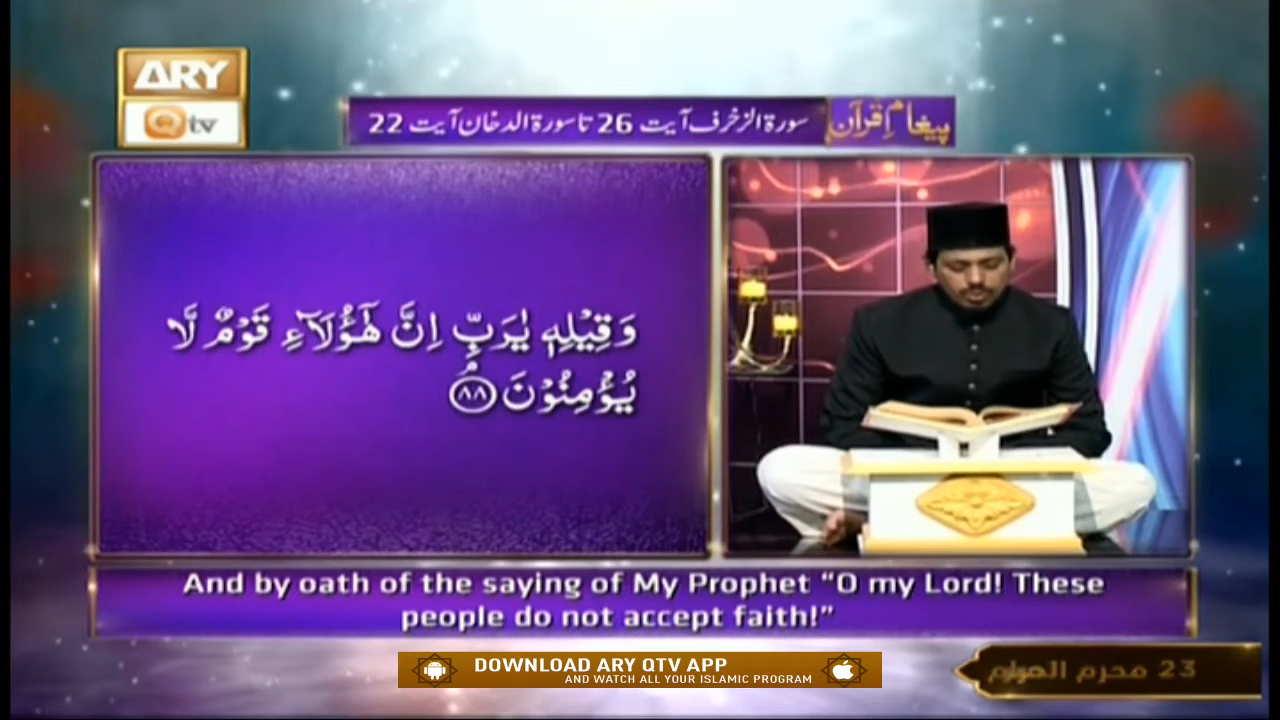 ARY
Qtv
پیغامِ قرآن
سورۃ الزخرف آیت 26 تا سورۃ الدخان آیت 22
وَقِيْلِهٖ يٰرَبِّ اِنَّ هٰٓؤُلَآءِ قَوْمٌ لَّا
يُؤْمِنُوْنَ ۘ ۝٨٨
And by oath of the saying of My Prophet “O my Lord! These
people do not accept faith!”
DOWNLOAD ARY QTV APP
AND WATCH ALL YOUR ISLAMIC PROGRAM
23 محرم الحرام